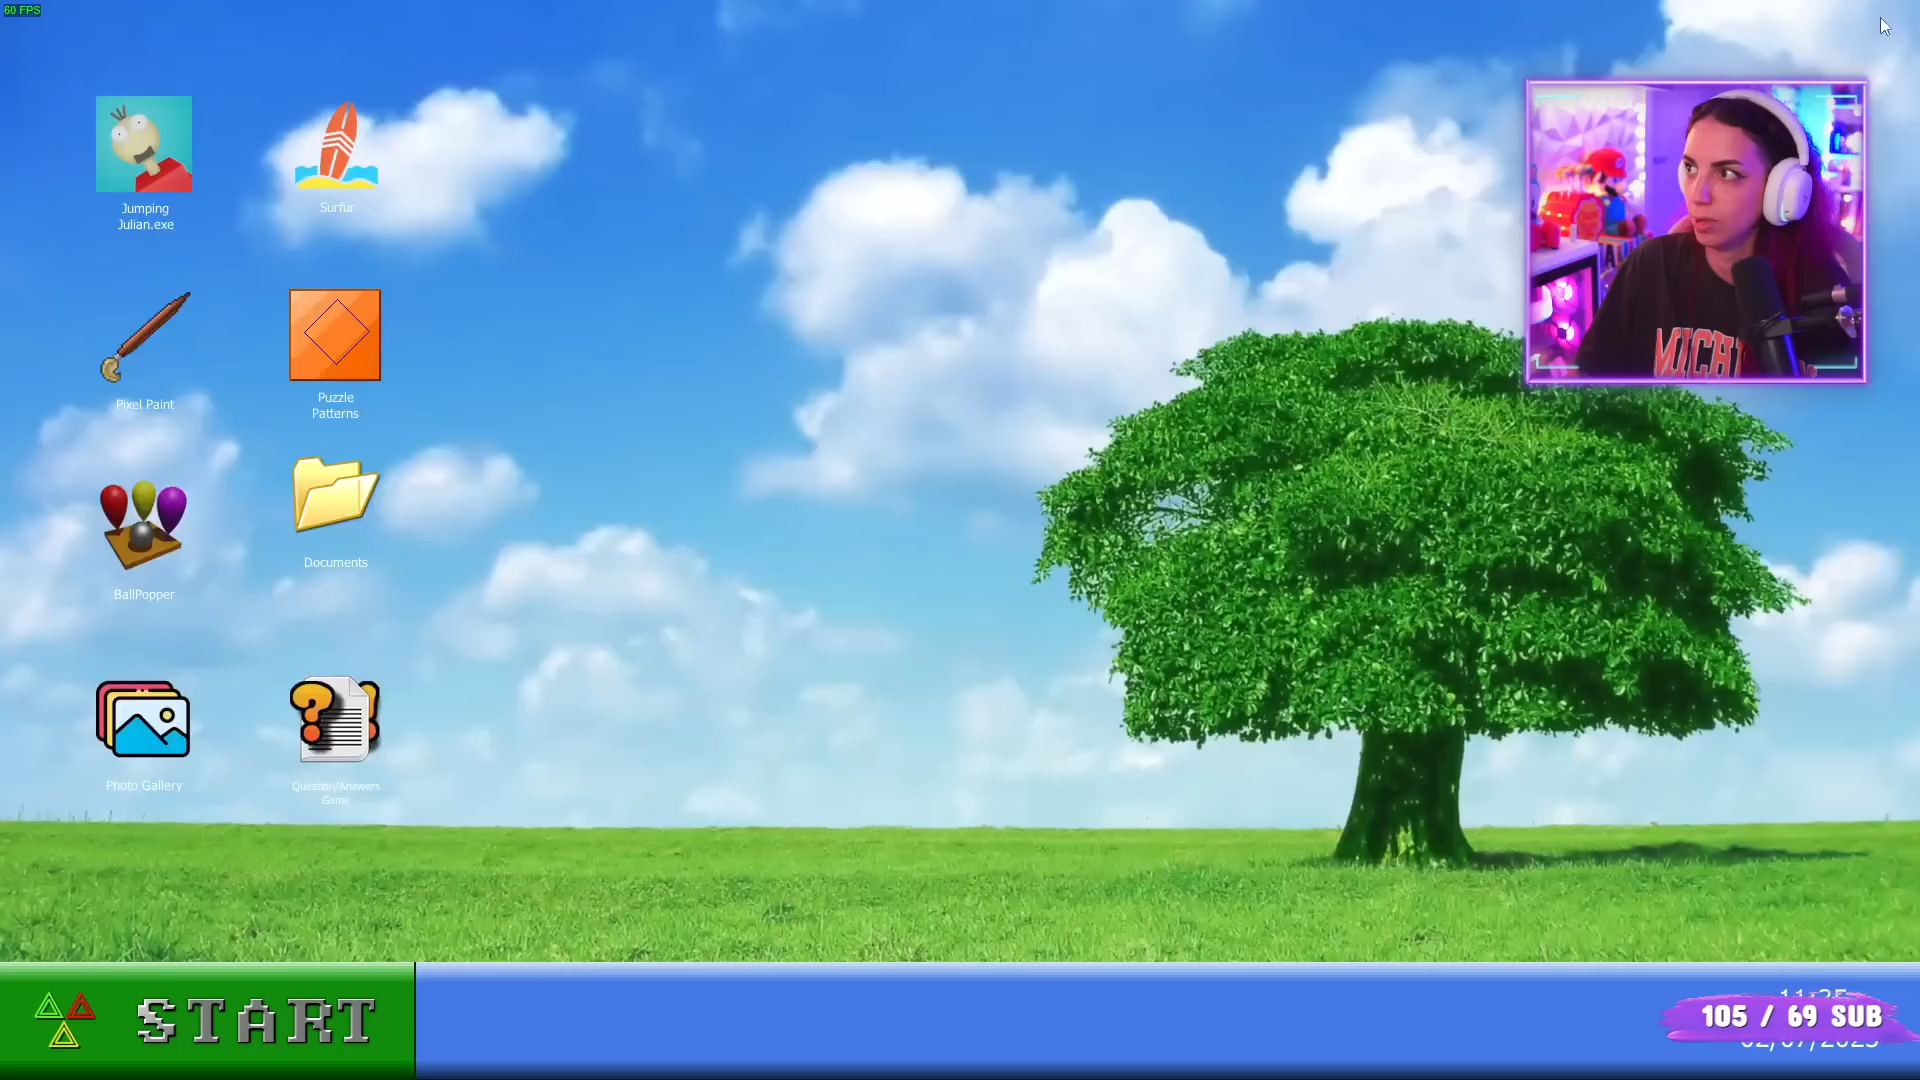 60 FPS
Jumping
Julian.exe
Surfur
Pixel Paint
Puzzle
Patterns
BallPopper
Documents
Photo Gallery
Question/Answers
Game
MICHI
START
105 / 69 SUB